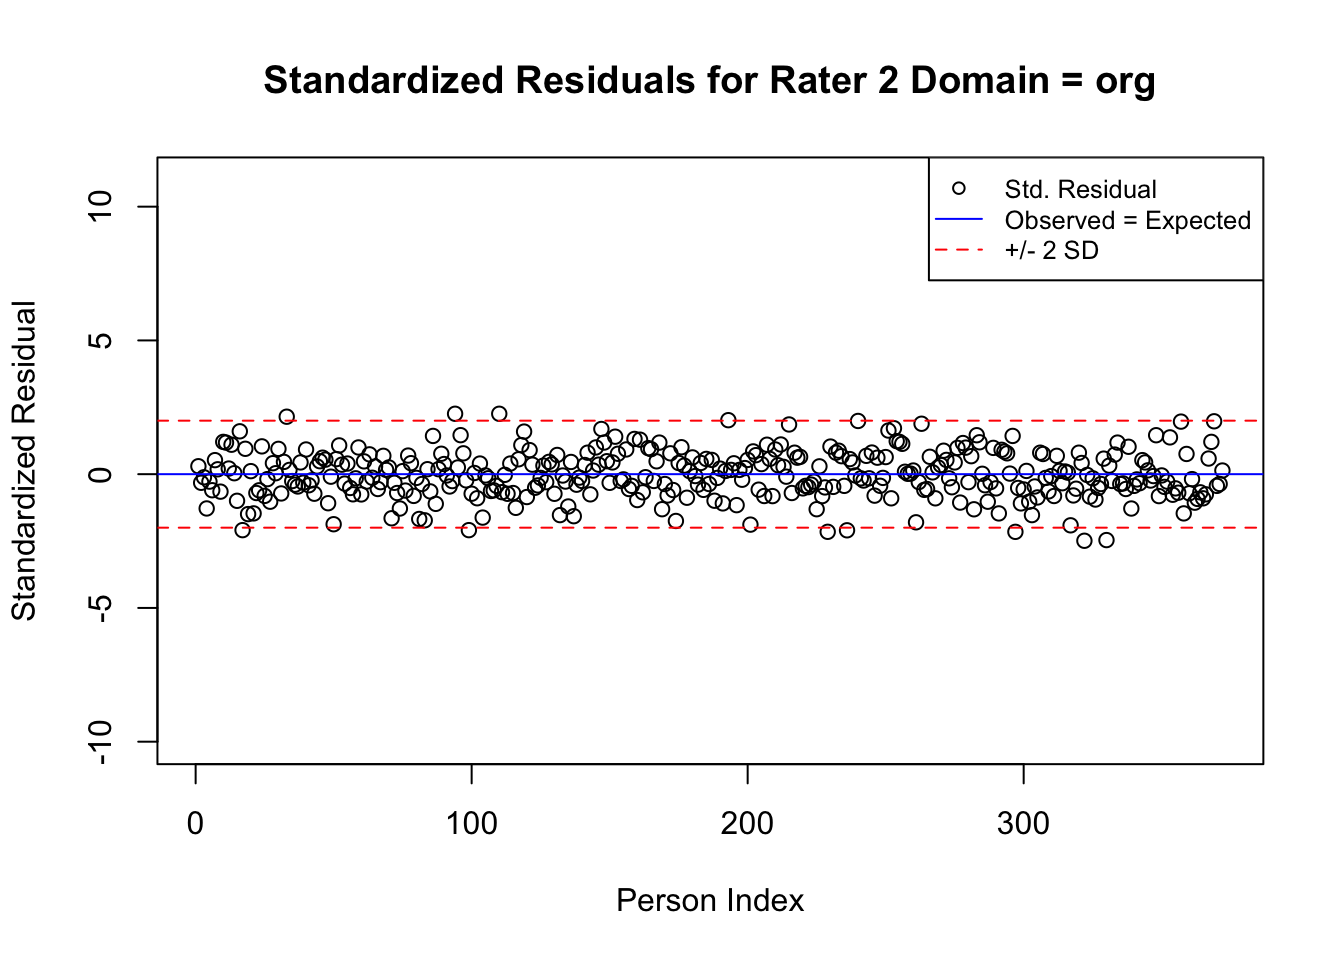 Standardized Residuals for Rater 2 Domain = org
Std. Residual
Observed = Expected
+/- 2 SD
Standardized Residual
10
5
0
-5
-10
0 100 200 300
Person Index